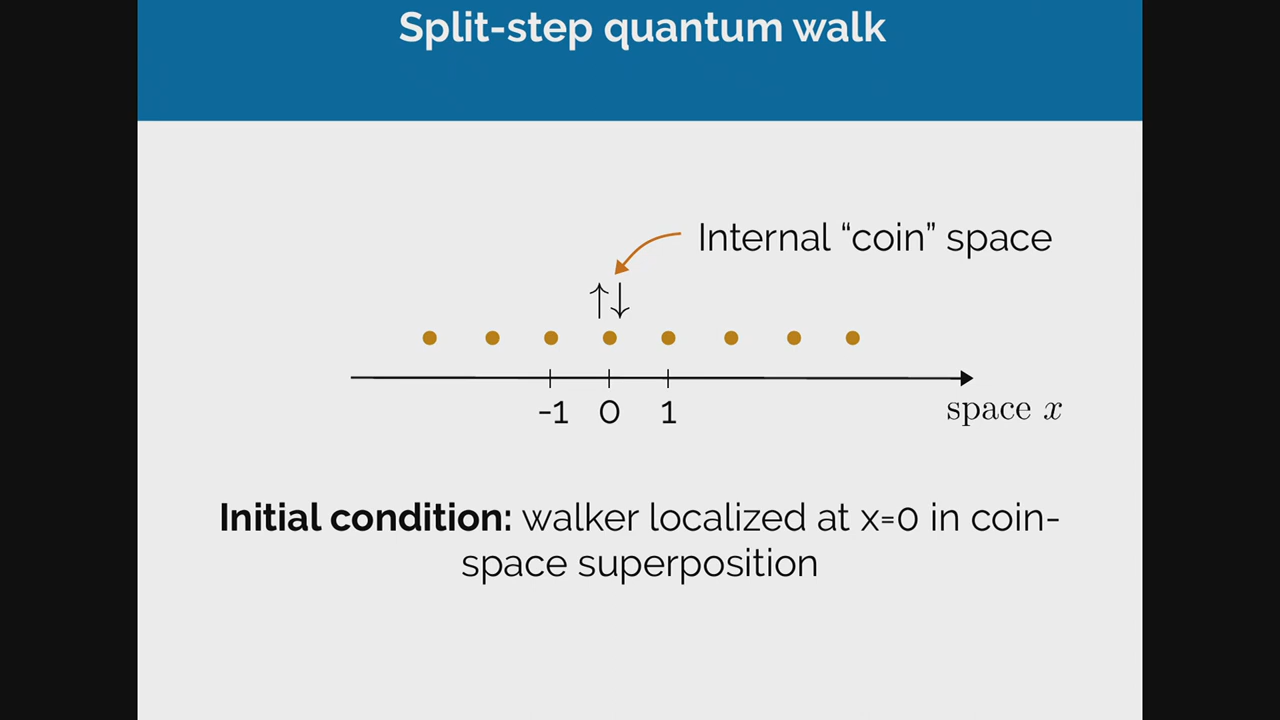 Split-step quantum walk
Internal “coin” space
↑↓
-1 0 1
space x
Initial condition: walker localized at x=0 in coin-
space superposition